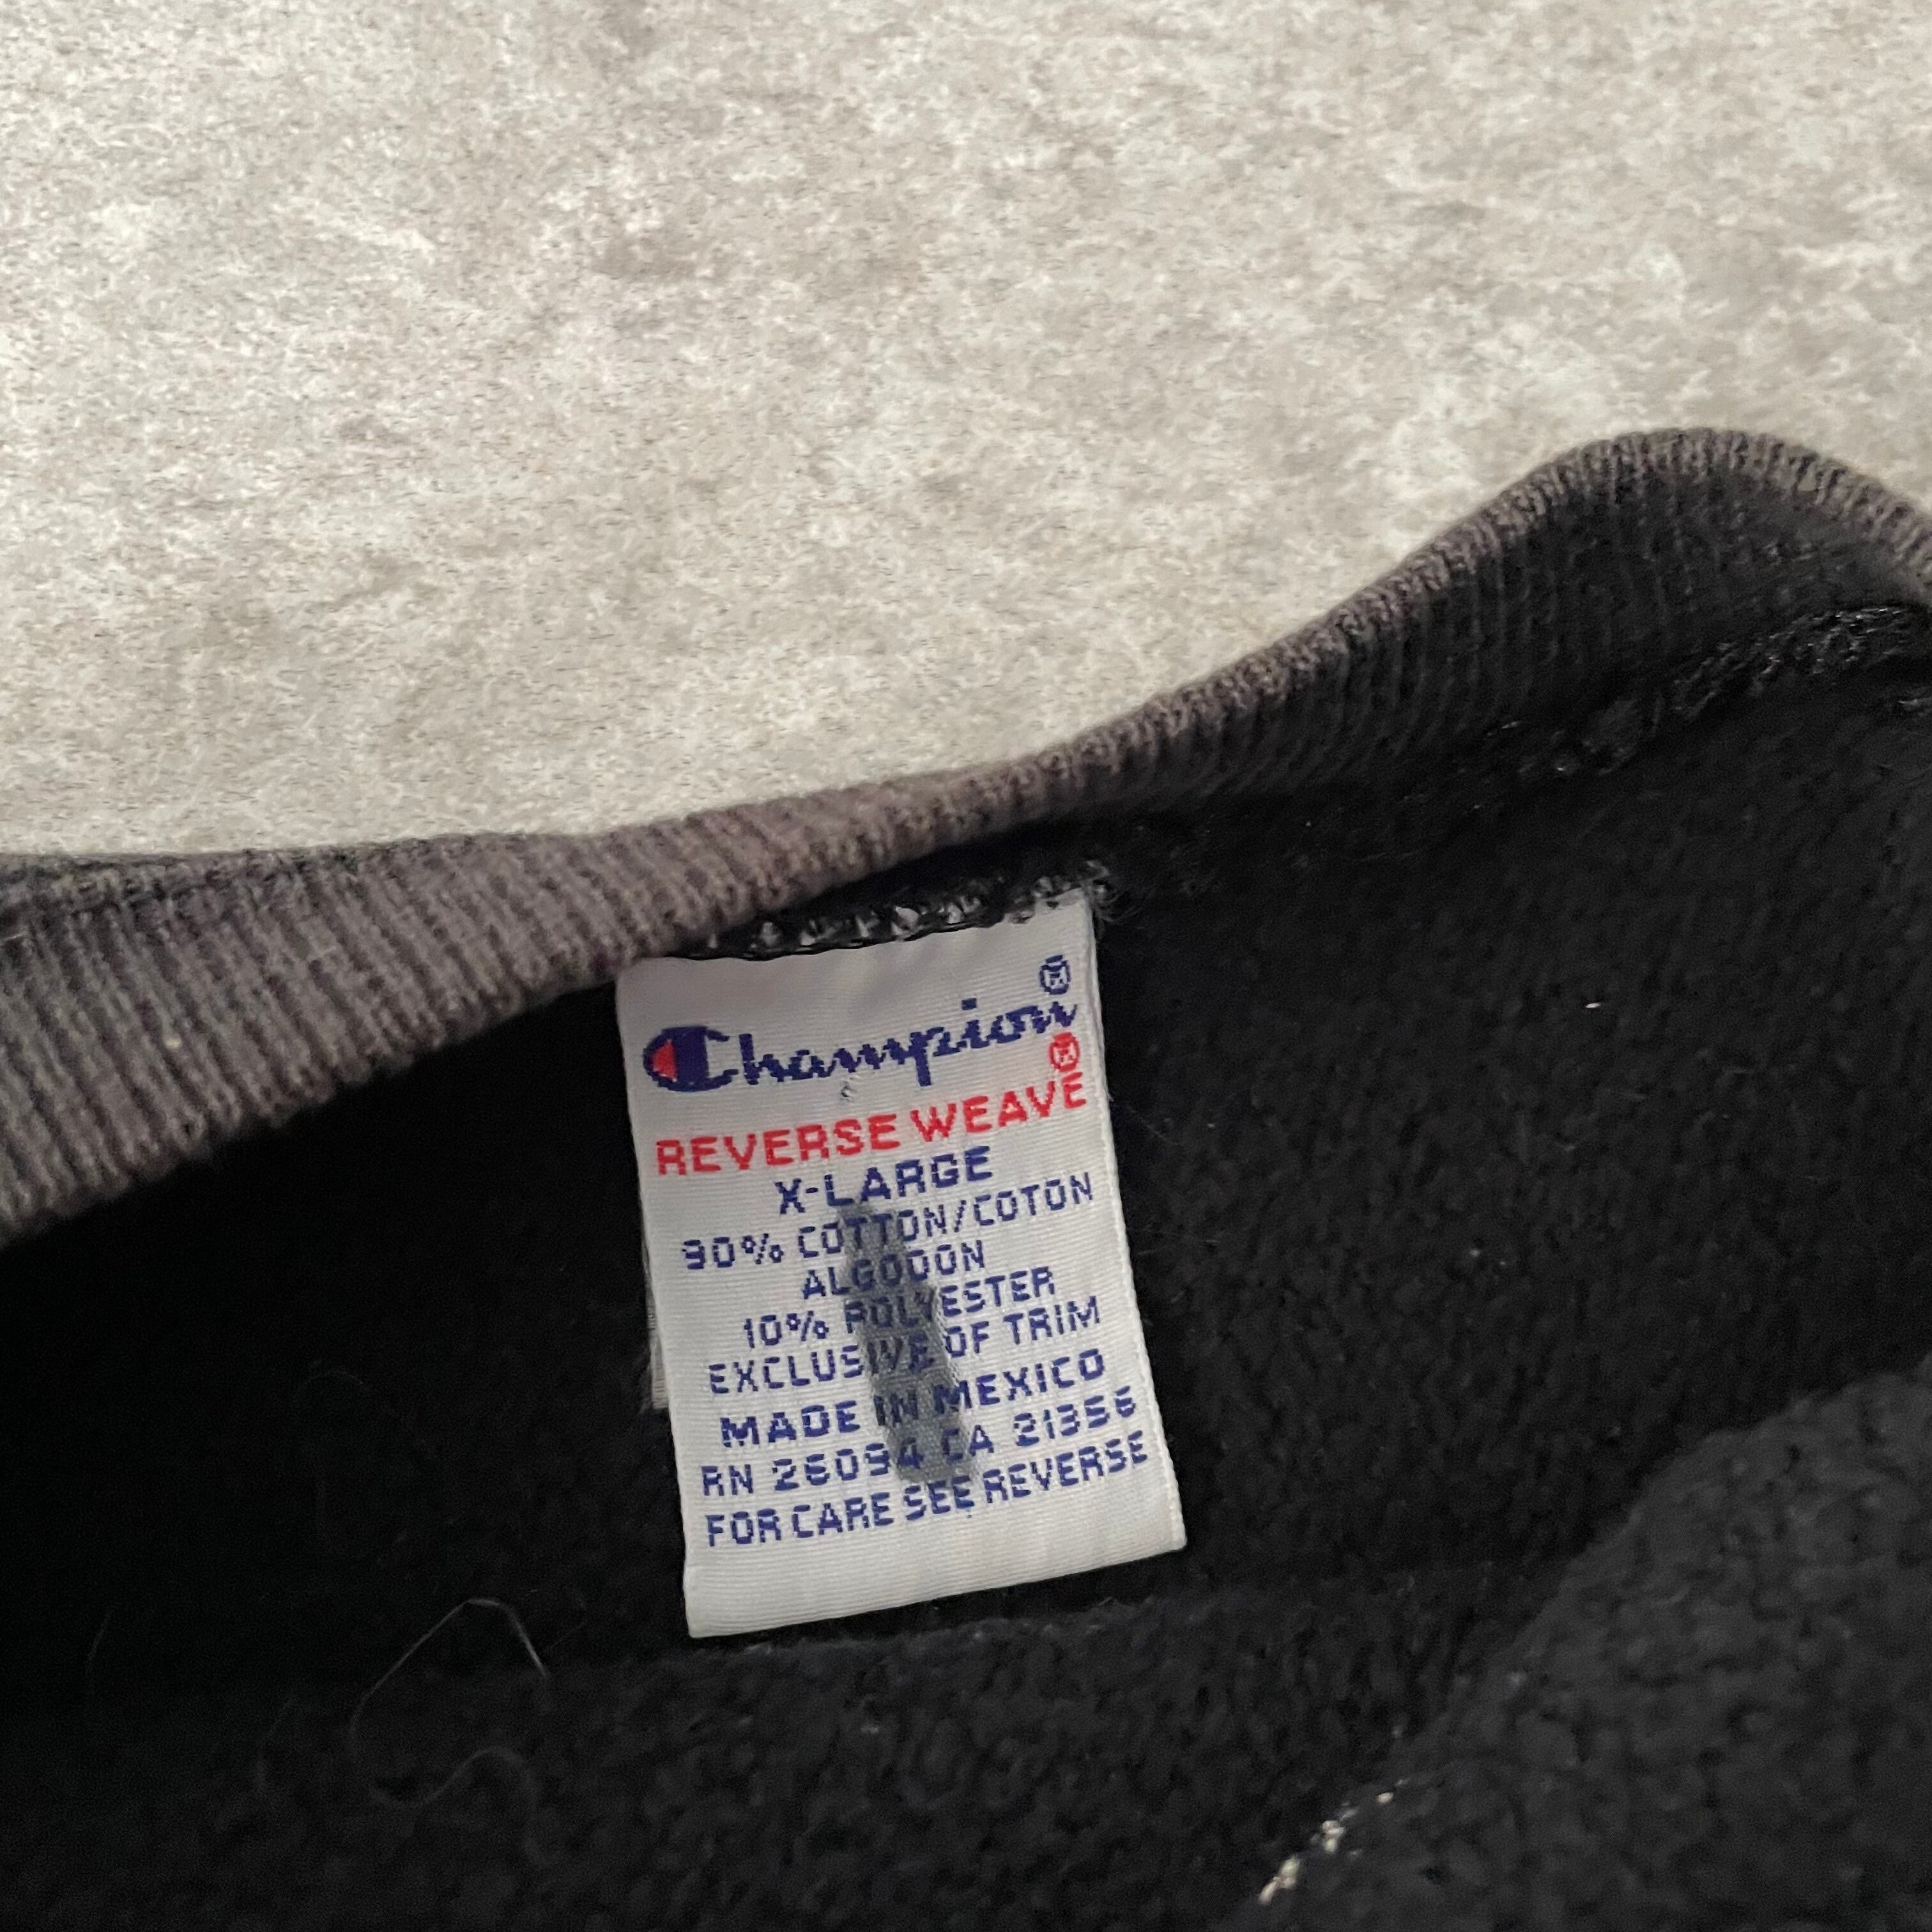 Champion®
REVERSE WEAVE®
X-LARGE
90% COTTON/COTON
ALGODON
10% POLYESTER
EXCLUSIVE OF TRIM
MADE IN MEXICO
RN 26094 CA 21356
FOR CARE SEE REVERSE